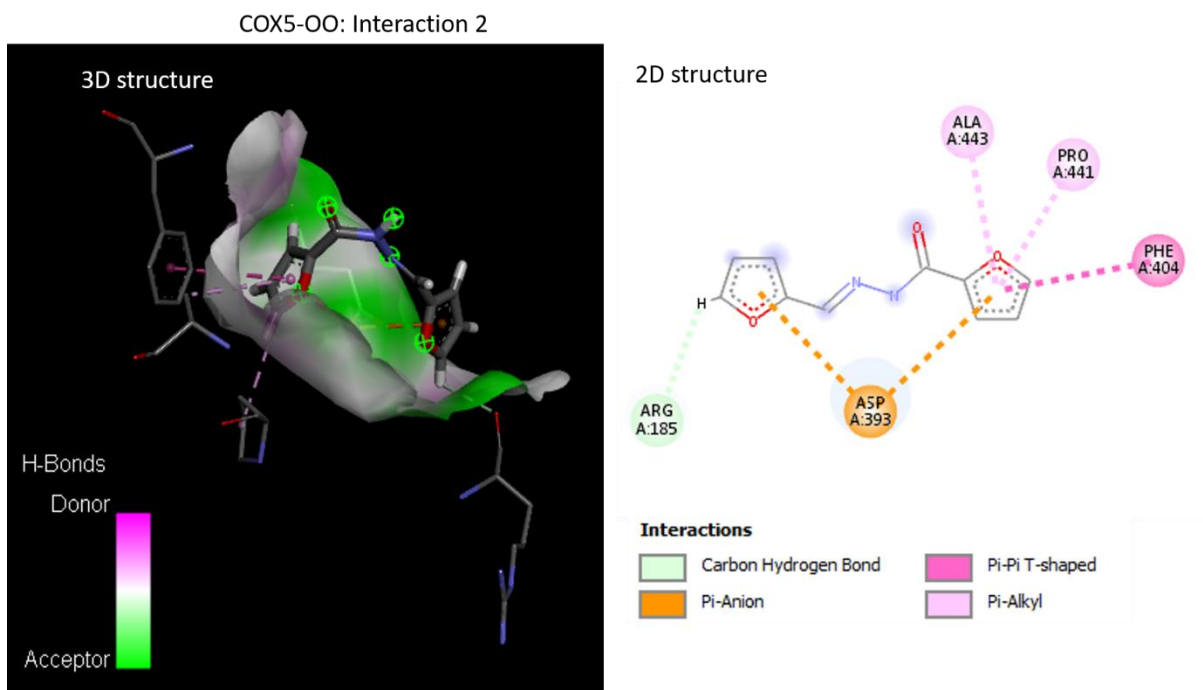 COX5-OO: Interaction 2
3D structure
H-Bonds
Donor
Acceptor
2D structure
ALA
A:443
PRO
A:441
PHE
A:404
O
O
N
N
H
O
ARG
A:185
ASP
A:393
Interactions
Carbon Hydrogen Bond
Pi-Pi T-shaped
Pi-Anion
Pi-Alkyl